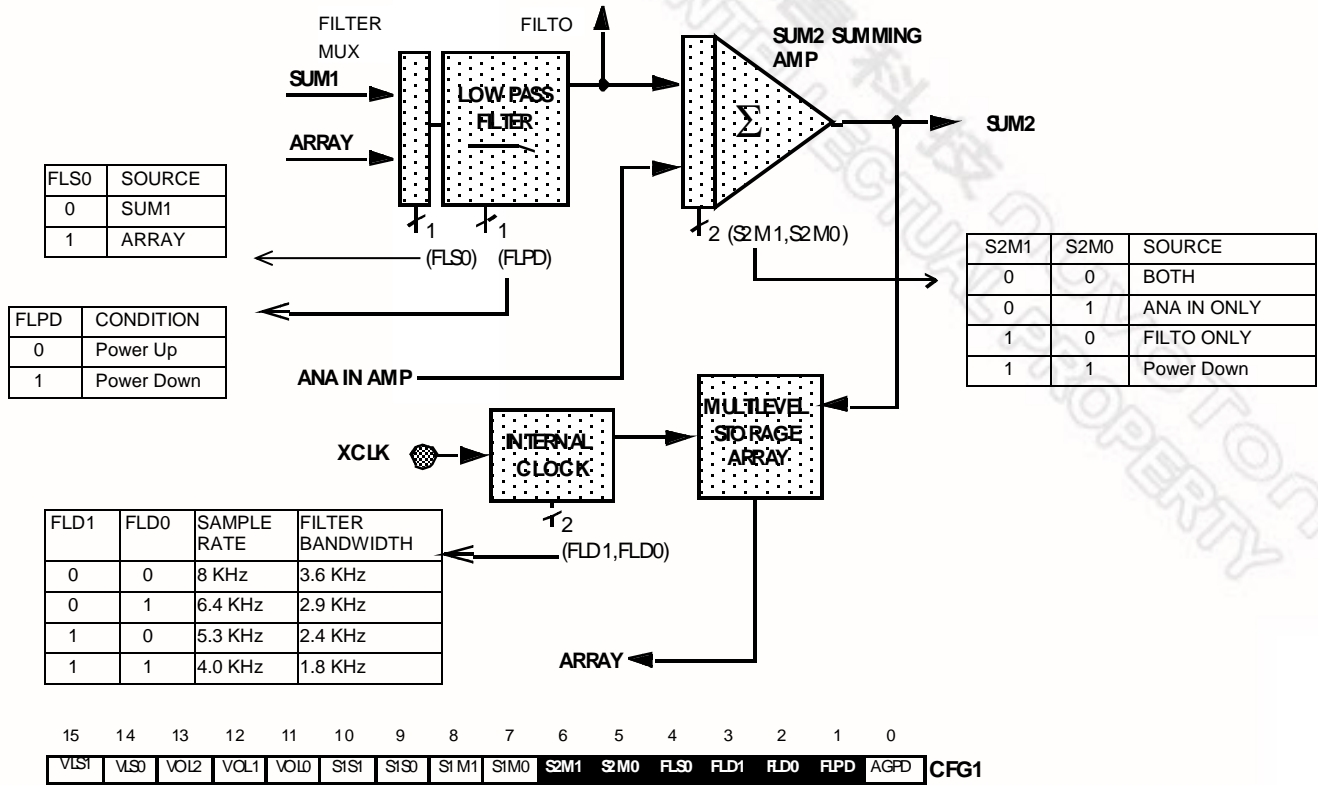 FILTER
MUX
FILTO
SUM2 SUMMING
AMP
SUM1
LOW PASS
FILTER
Σ
SUM2
ARRAY
FLS0 SOURCE
0 SUM1
1 ARRAY
1
1
2 (S2M1,S2M0)
(FLS0) (FLPD)
S2M1 S2M0 SOURCE
0 0 BOTH
0 1 ANA IN ONLY
1 0 FILTO ONLY
1 1 Power Down
FLPD CONDITION
0 Power Up
1 Power Down
ANA IN AMP
MULTILEVEL
STORAGE
ARRAY
XCLK
INTERNAL
CLOCK
2
(FLD1,FLD0)
FLD1 FLD0 SAMPLE RATE FILTER BANDWIDTH
0 0 8 KHz 3.6 KHz
0 1 6.4 KHz 2.9 KHz
1 0 5.3 KHz 2.4 KHz
1 1 4.0 KHz 1.8 KHz
ARRAY
15 14 13 12 11 10 9 8 7 6 5 4 3 2 1 0
VLS1 VLS0 VOL2 VOL1 VOL0 S1S1 S1S0 S1M1 S1M0 S2M1 S2M0 FLS0 FLD1 FLD0 FLPD AGPD CFG1
科技 nuvoTon
INTELLECTUAL PROPERTY